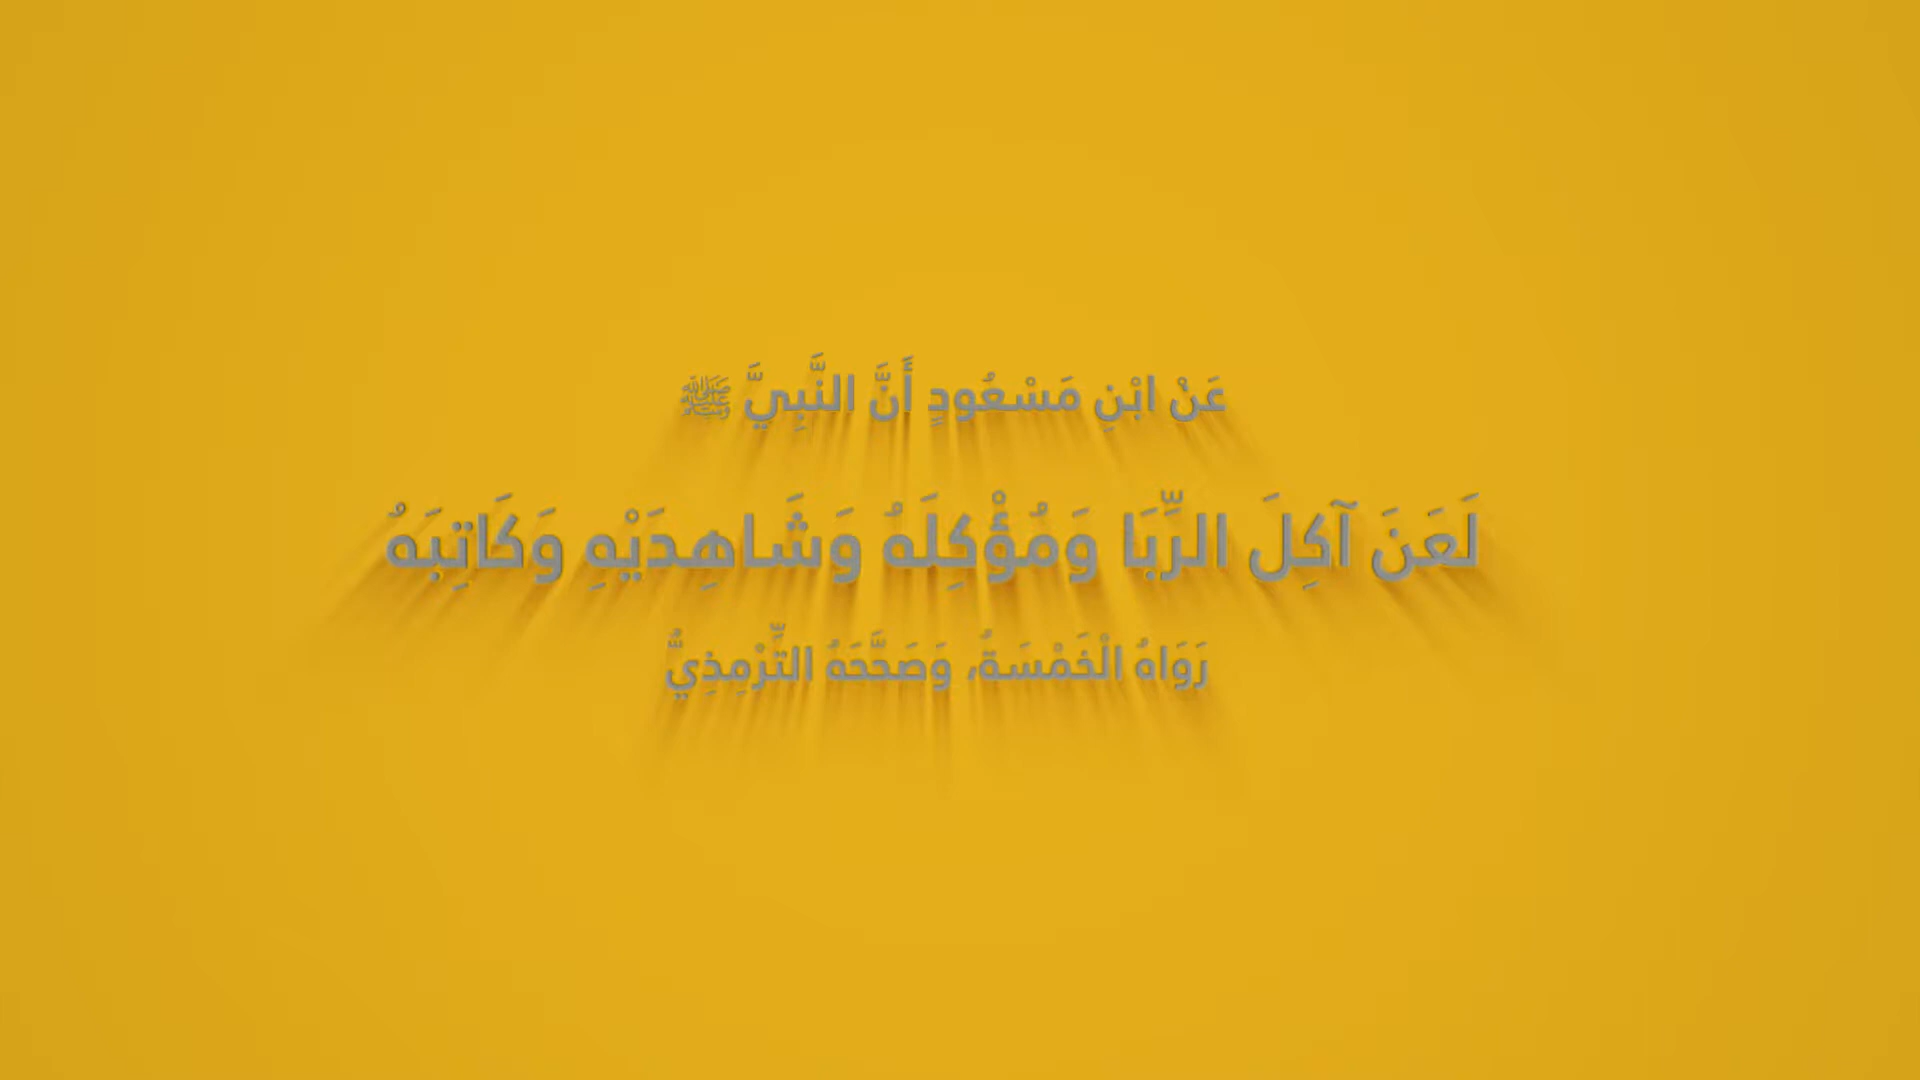 عَنْ ابْنِ مَسْعُودٍ أَنَّ النَّبِيَّ ﷺ
لَعَنَ آكِلَ الرِّبَا وَمُؤْكِلَهُ وَشَاهِدَيْهِ وَكَاتِبَهُ
رَوَاهُ الْخَمْسَةُ، وَصَحَّحَهُ التِّرْمِذِيُّ